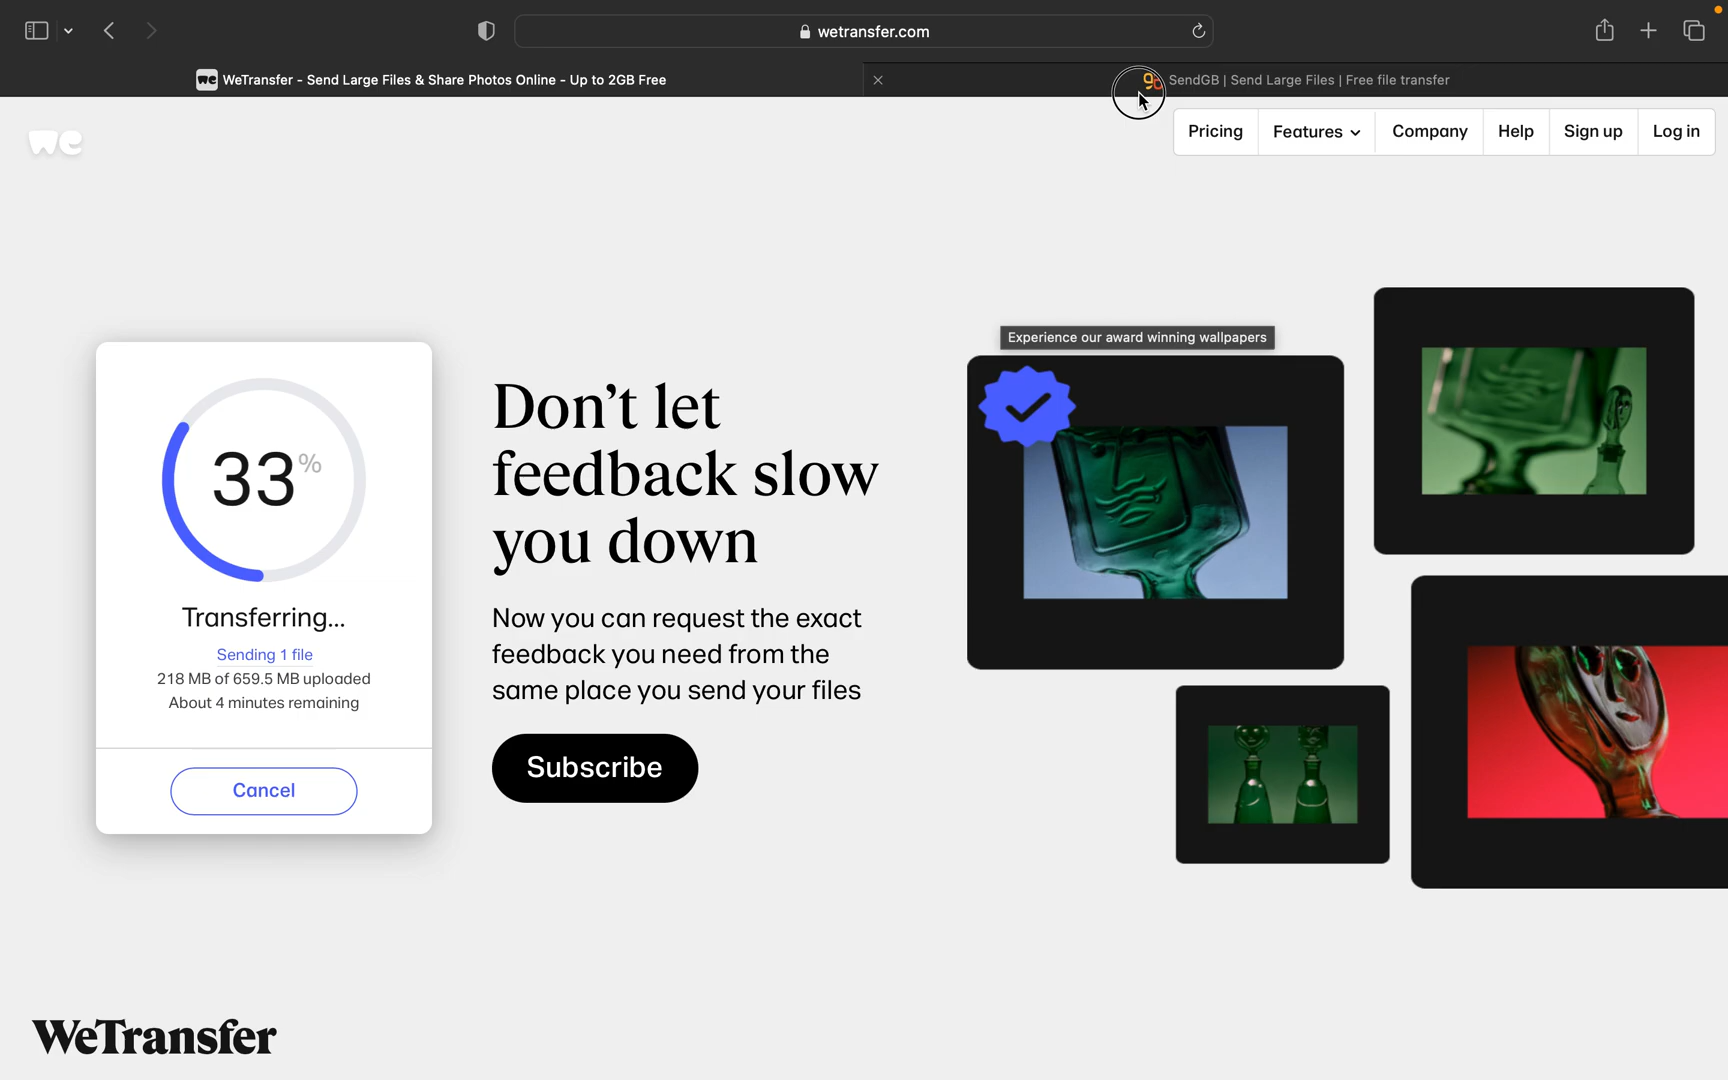 wetransfer.com
we WeTransfer - Send Large Files & Share Photos Online - Up to 2GB Free
SendGB | Send Large Files | Free file transfer
we
Pricing
Features
Company
Help
Sign up
Log in
Experience our award winning wallpapers
33%
Transferring...
Sending 1 file
218 MB of 659.5 MB uploaded
About 4 minutes remaining
Cancel
Don't let
feedback slow
you down
Now you can request the exact
feedback you need from the
same place you send your files
Subscribe
WeTransfer